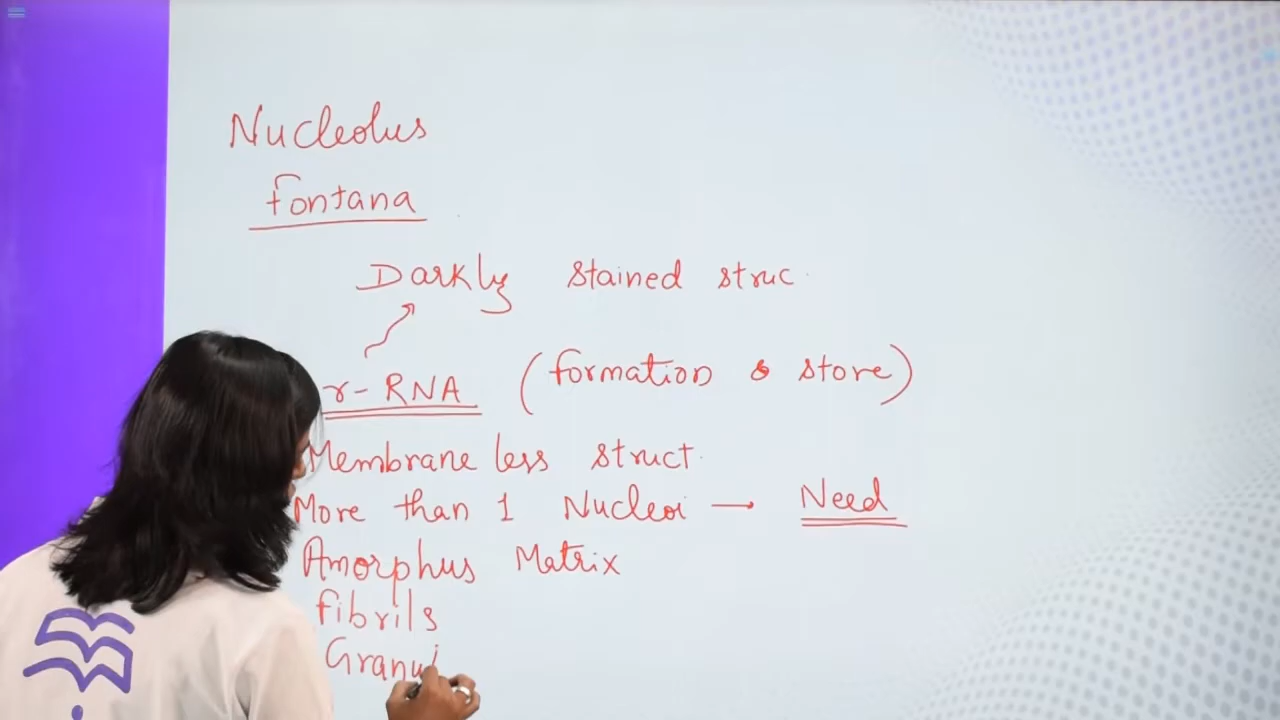 Nucleolus
Fontana
Darkly stained struc.
r-RNA (formation & store)
Membrane less struct.
More than 1 Nucleoi → Need
Amorphus Matrix
Fibrils